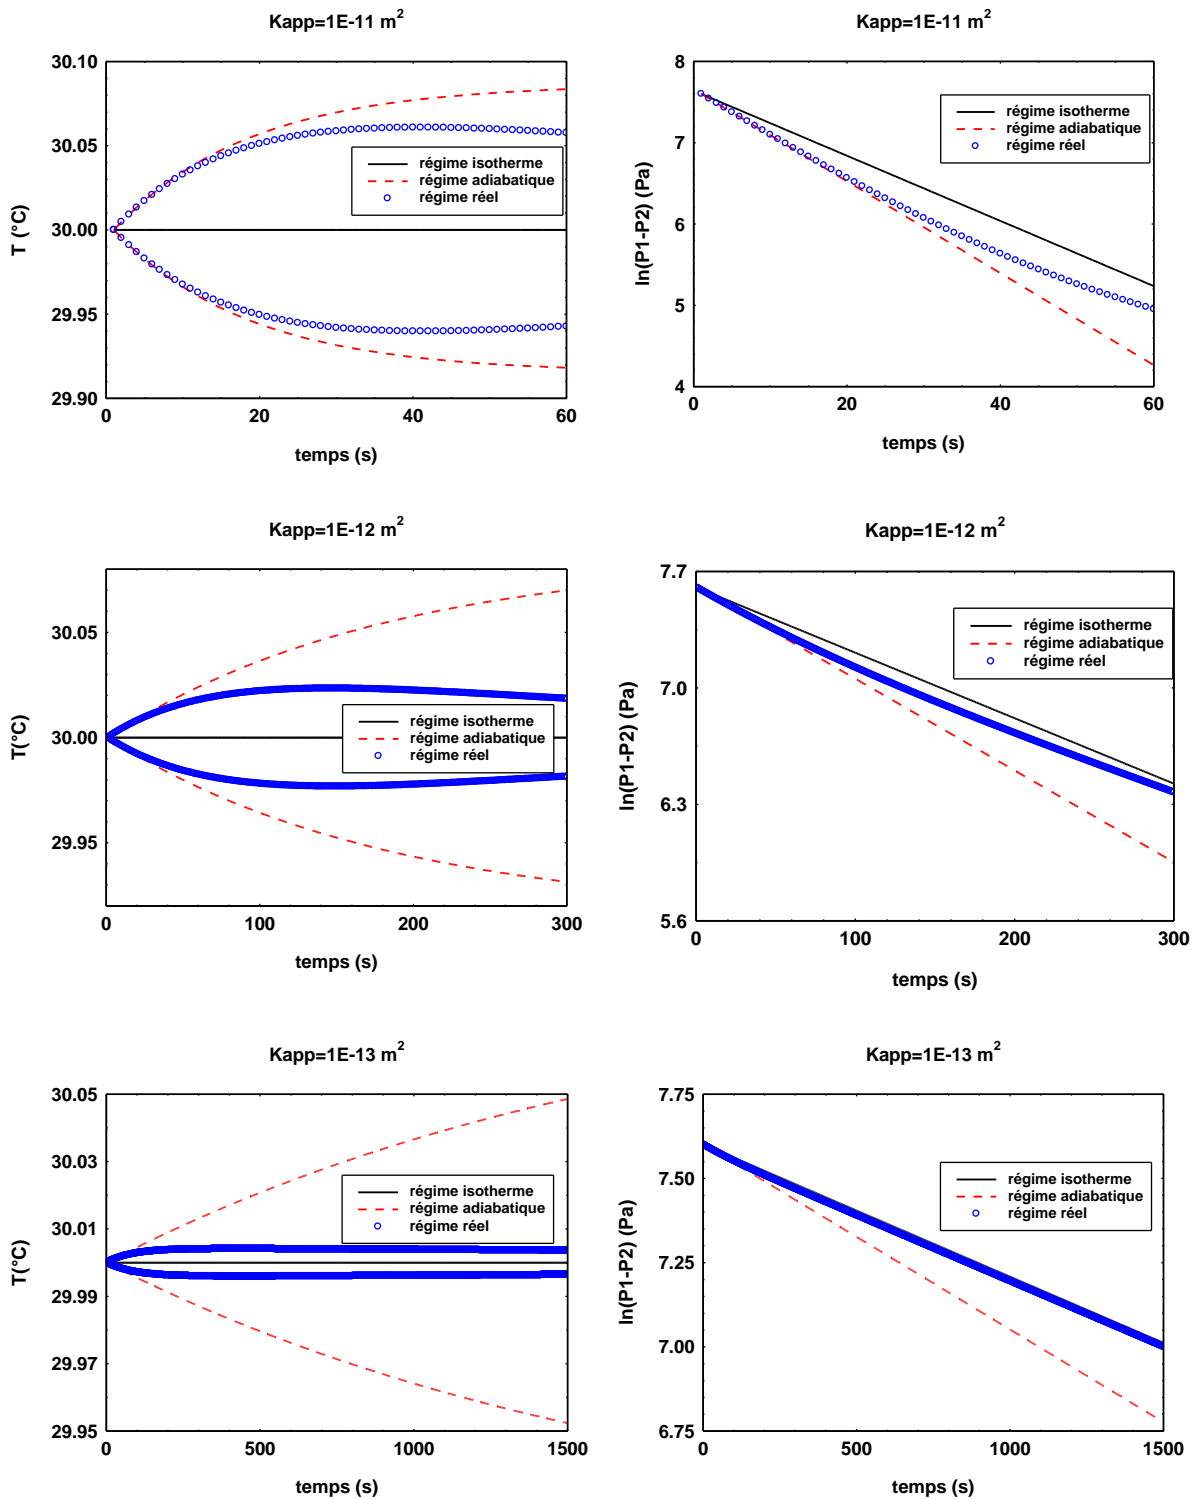 Kapp=1E-11 m2
30.10
30.05
30.00
29.95
29.90
T (°C)
régime isotherme
régime adiabatique
régime réel
0 20 40 60
temps (s)
Kapp=1E-11 m2
8
7
6
5
4
ln(P1-P2) (Pa)
régime isotherme
régime adiabatique
régime réel
0 20 40 60
temps (s)
Kapp=1E-12 m2
30.05
30.00
29.95
T(°C)
régime isotherme
régime adiabatique
régime réel
0 100 200 300
temps (s)
Kapp=1E-12 m2
7.7
7.0
6.3
5.6
ln(P1-P2) (Pa)
régime isotherme
régime adiabatique
régime réel
0 100 200 300
temps (s)
Kapp=1E-13 m2
30.05
30.03
30.01
29.99
29.97
29.95
T(°C)
régime isotherme
régime adiabatique
régime réel
0 500 1000 1500
temps (s)
Kapp=1E-13 m2
7.75
7.50
7.25
7.00
6.75
ln(P1-P2) (Pa)
régime isotherme
régime adiabatique
régime réel
0 500 1000 1500
temps (s)